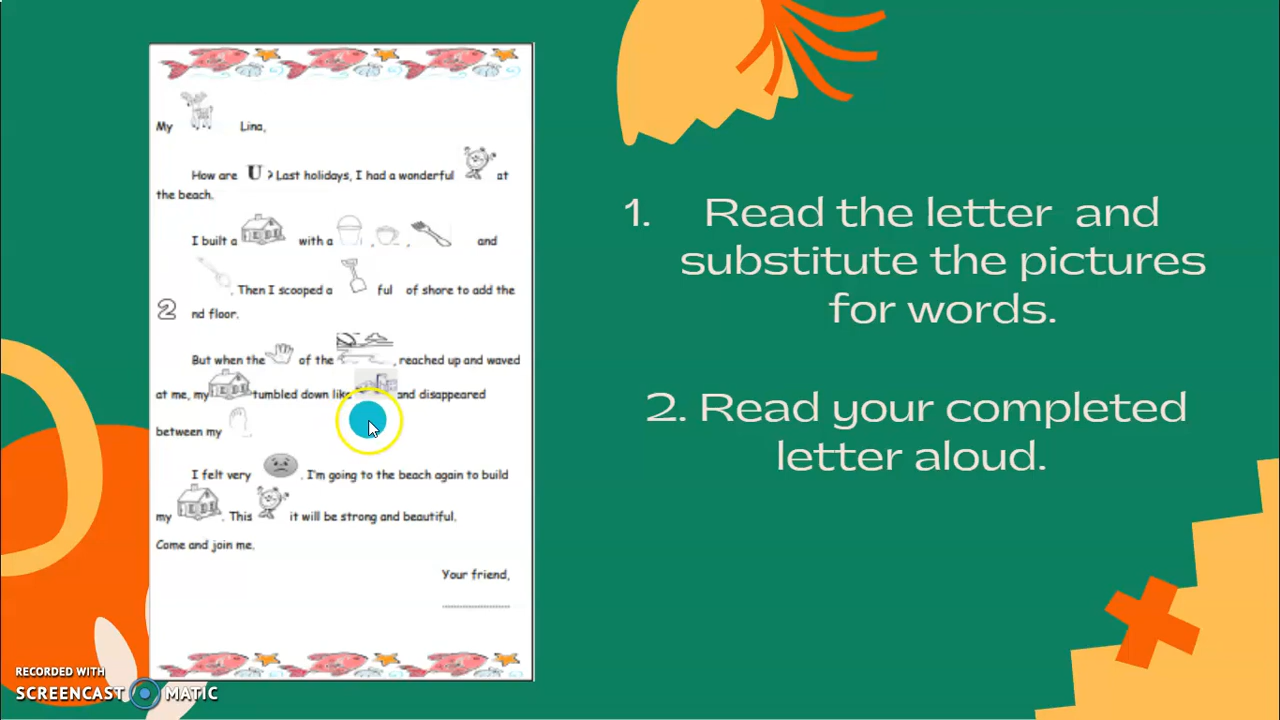 My Lina,
How are U ? Last holidays, I had a wonderful at
the beach.
I built a with a , , and
. Then I scooped a ful of shore to add the
2 nd floor.
But when the of the , reached up and waved
at me, my tumbled down like and disappeared
between my
I felt very . I'm going to the beach again to build
my . This it will be strong and beautiful.
Come and join me.
Your friend,
1. Read the letter and
substitute the pictures
for words.
2. Read your completed
letter aloud.
RECORDED WITH
SCREENCAST MATIC